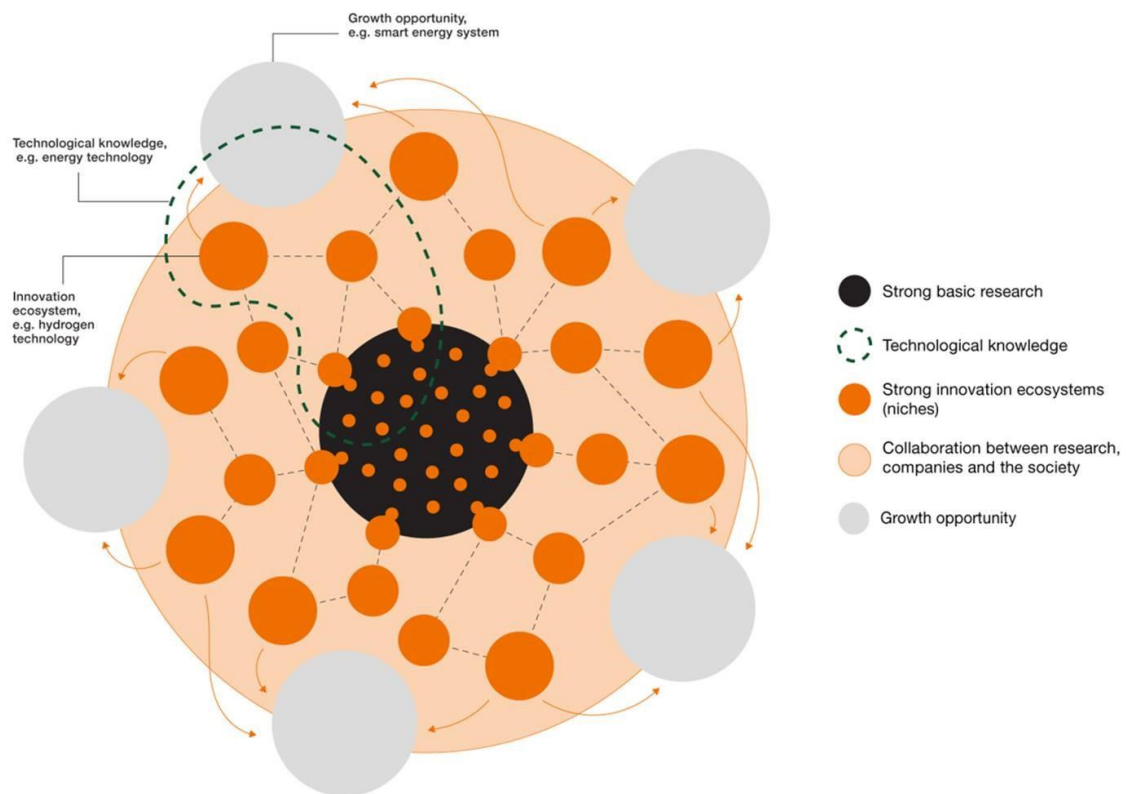 Growth opportunity,
e.g. smart energy system
Technological knowledge,
e.g. energy technology
Innovation
ecosystem,
e.g. hydrogen
technology
Strong basic research
Technological knowledge
Strong innovation ecosystems
(niches)
Collaboration between research,
companies and the society
Growth opportunity